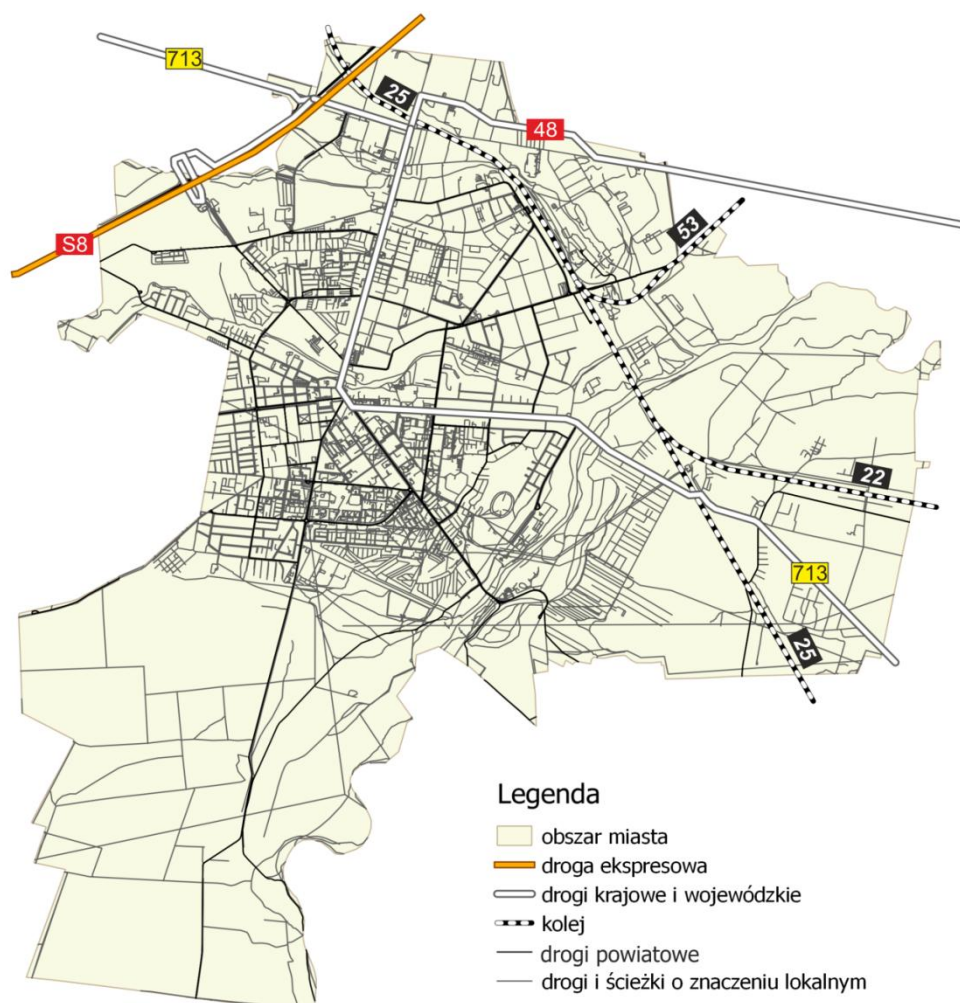 713
25
48
53
S8
22
713
25
Legenda
obszar miasta
droga ekspresowa
drogi krajowe i wojewódzkie
kolej
drogi powiatowe
drogi i ścieżki o znaczeniu lokalnym